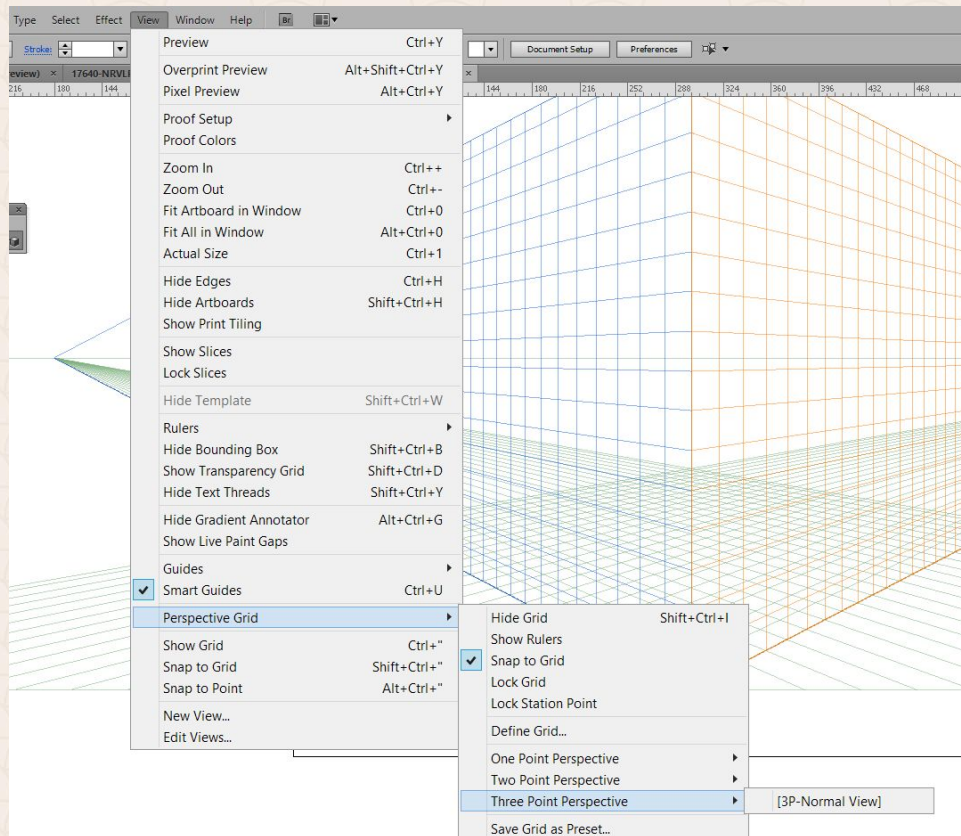 Type Select Effect View Window Help Br
Stroke: Document Setup Preferences
eview) × 17640-NRVLF ×
216 180 144 144 180 216 252 288 324 360 396 432 468
Preview Ctrl+Y
Overprint Preview Alt+Shift+Ctrl+Y
Pixel Preview Alt+Ctrl+Y
Proof Setup
Proof Colors
Zoom In Ctrl++
Zoom Out Ctrl+-
Fit Artboard in Window Ctrl+0
Fit All in Window Alt+Ctrl+0
Actual Size Ctrl+1
Hide Edges Ctrl+H
Hide Artboards Shift+Ctrl+H
Show Print Tiling
Show Slices
Lock Slices
Hide Template Shift+Ctrl+W
Rulers
Hide Bounding Box Shift+Ctrl+B
Show Transparency Grid Shift+Ctrl+D
Hide Text Threads Shift+Ctrl+Y
Hide Gradient Annotator Alt+Ctrl+G
Show Live Paint Gaps
Guides
Smart Guides Ctrl+U
Perspective Grid
Show Grid Ctrl+"
Snap to Grid Shift+Ctrl+"
Snap to Point Alt+Ctrl+"
New View...
Edit Views...
Hide Grid Shift+Ctrl+I
Show Rulers
Snap to Grid
Lock Grid
Lock Station Point
Define Grid...
One Point Perspective
Two Point Perspective
Three Point Perspective
[3P-Normal View]
Save Grid as Preset...